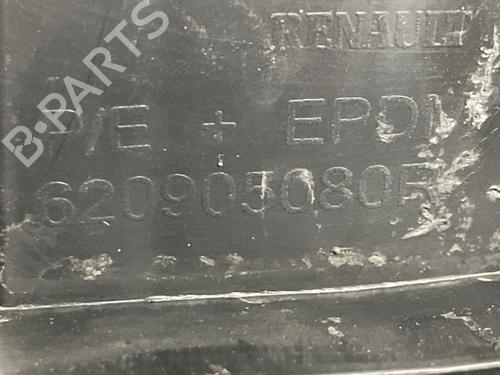 RENAULT
P/E + EPDM
620905080R
B-PARTS